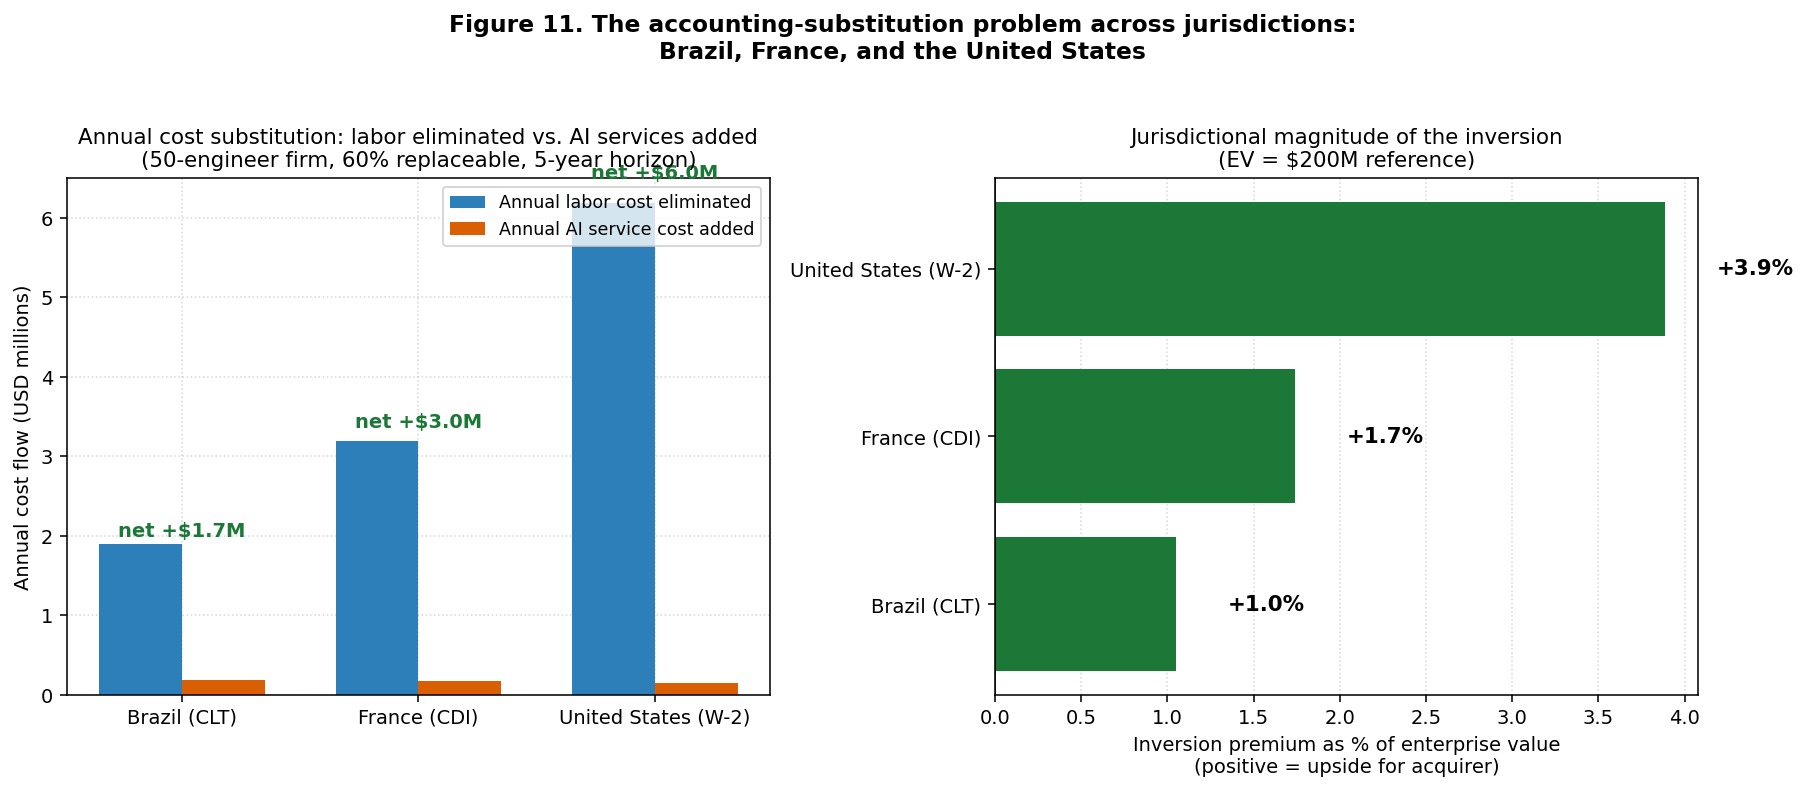 Figure 11. The accounting-substitution problem across jurisdictions:
Brazil, France, and the United States
Annual cost substitution: labor eliminated vs. AI services added
(50-engineer firm, 60% replaceable, 5-year horizon)
net +$6.0M
Annual labor cost eliminated
Annual AI service cost added
net +$3.0M
net +$1.7M
Annual cost flow (USD millions)
6
5
4
3
2
1
0
Brazil (CLT)
France (CDI)
United States (W-2)
Jurisdictional magnitude of the inversion
(EV = $200M reference)
United States (W-2)
+3.9%
France (CDI)
+1.7%
Brazil (CLT)
+1.0%
0.0
0.5
1.0
1.5
2.0
2.5
3.0
3.5
4.0
Inversion premium as % of enterprise value
(positive = upside for acquirer)